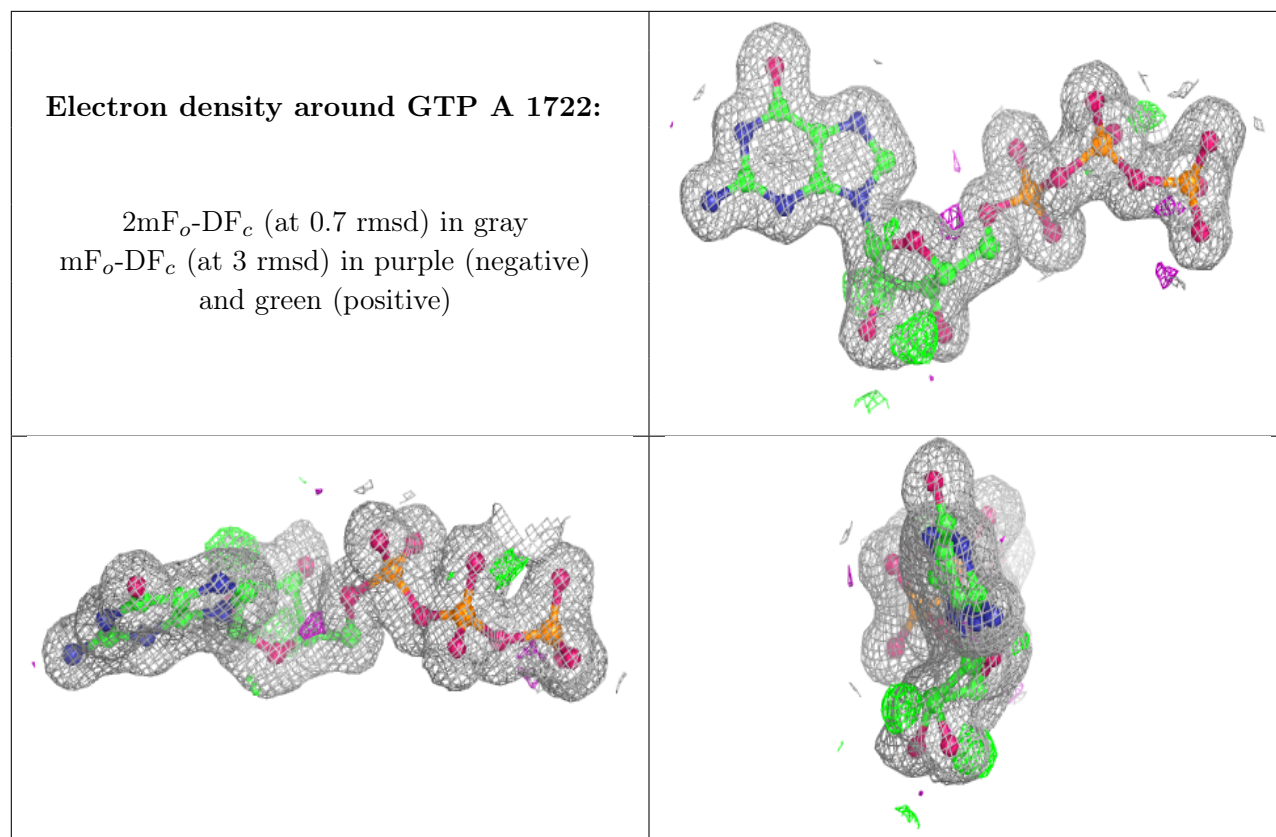 Electron density around GTP A 1722:
2mFₒ-DF𝒸 (at 0.7 rmsd) in gray
mFₒ-DF𝒸 (at 3 rmsd) in purple (negative)
and green (positive)